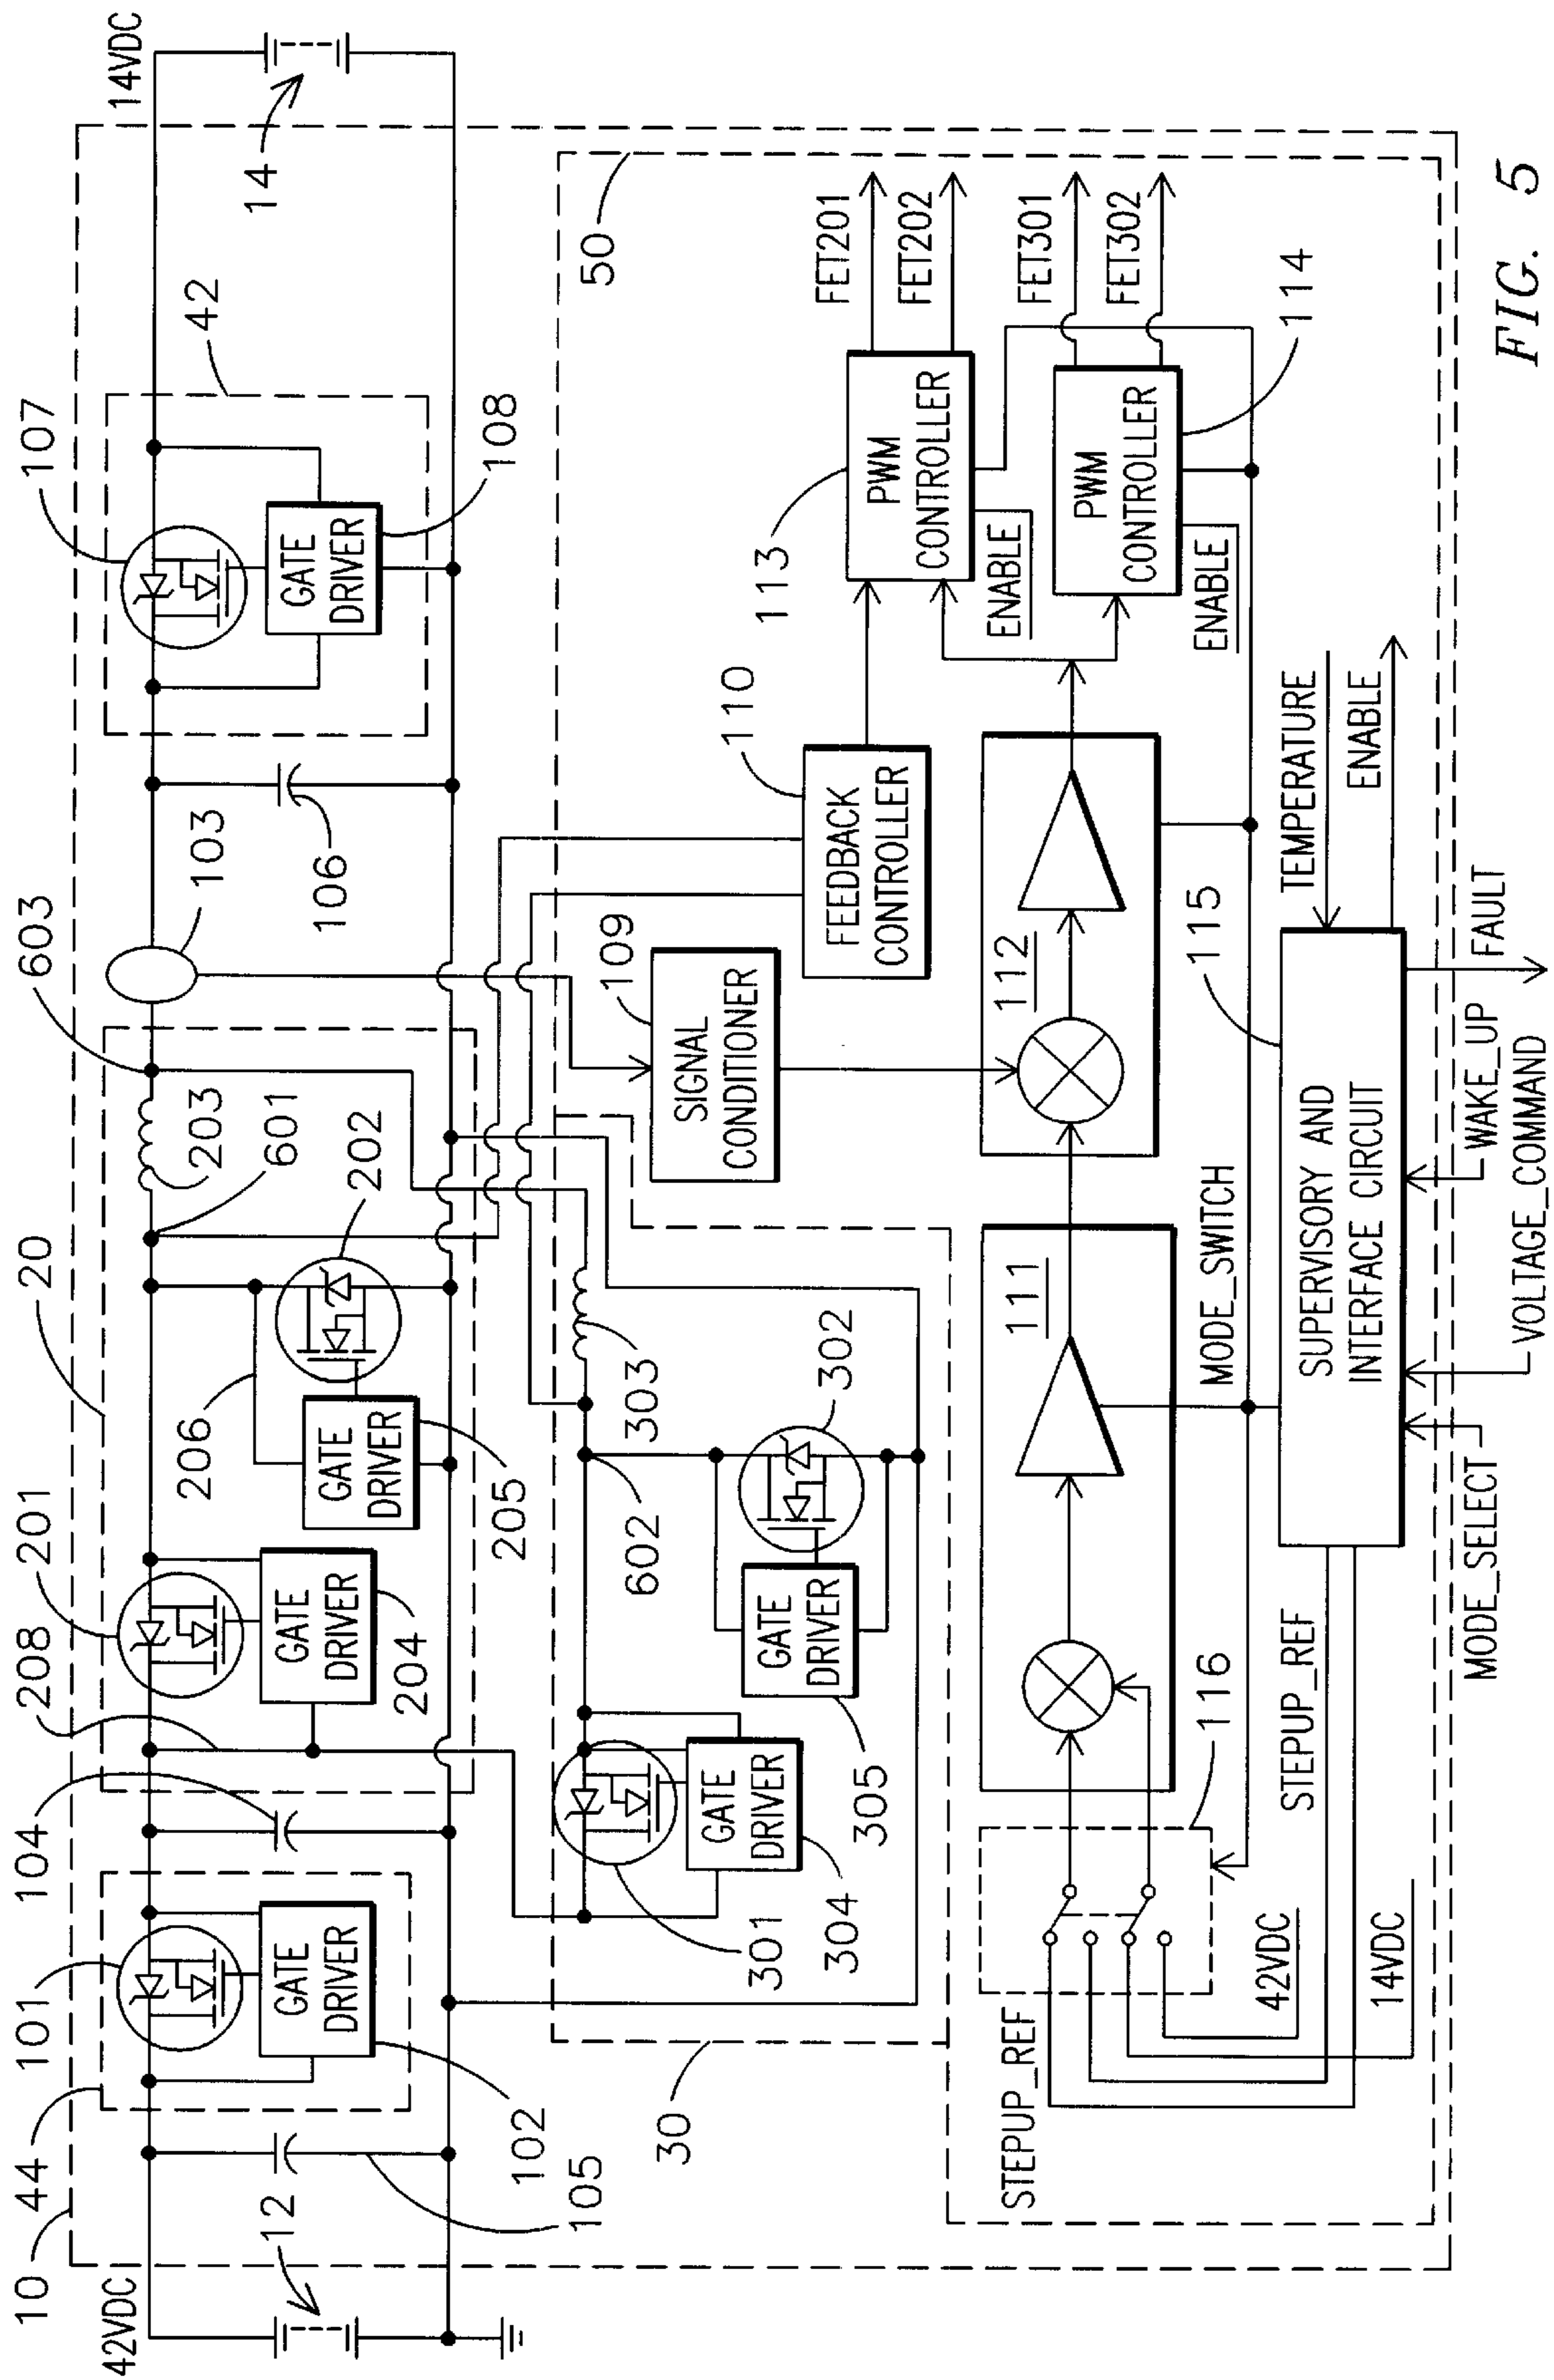 10
44
101
104
208
201
20
603
103
107
42
14VDC
42VDC
12
105
102
GATE
DRIVER
GATE
DRIVER
204
206
GATE
DRIVER
205
202
601
203
106
GATE
DRIVER
108
14
30
301
304
GATE
DRIVER
305
GATE
DRIVER
602
303
302
109
SIGNAL
CONDITIONER
110
FEEDBACK
CONTROLLER
113
PWM
CONTROLLER
ENABLE
50
FET201
FET202
FET301
FET302
PWM
CONTROLLER
ENABLE
114
STEPUP_REF
116
111
112
MODE_SWITCH
115
42VDC
14VDC
STEPUP_REF
SUPERVISORY AND
INTERFACE CIRCUIT
TEMPERATURE
ENABLE
MODE_SELECT
VOLTAGE_COMMAND
WAKE_UP
FAULT
FIG. 5